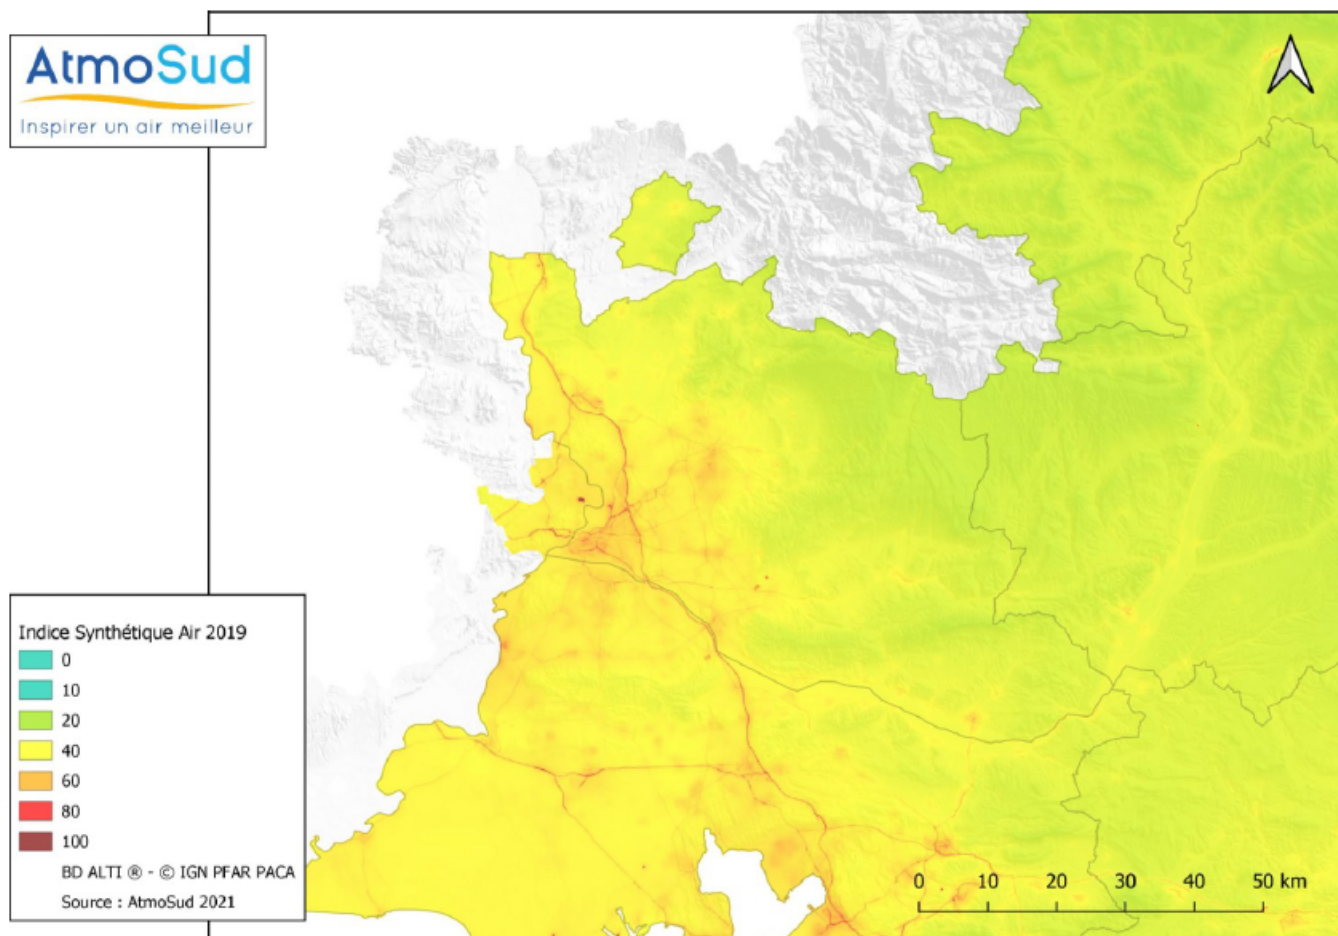 AtmoSud
Inspirer un air meilleur
Indice Synthétique Air 2019
0
10
20
40
60
80
100
BD ALTI ® - © IGN PFAR PACA
Source : AtmoSud 2021
0 10 20 30 40 50 km